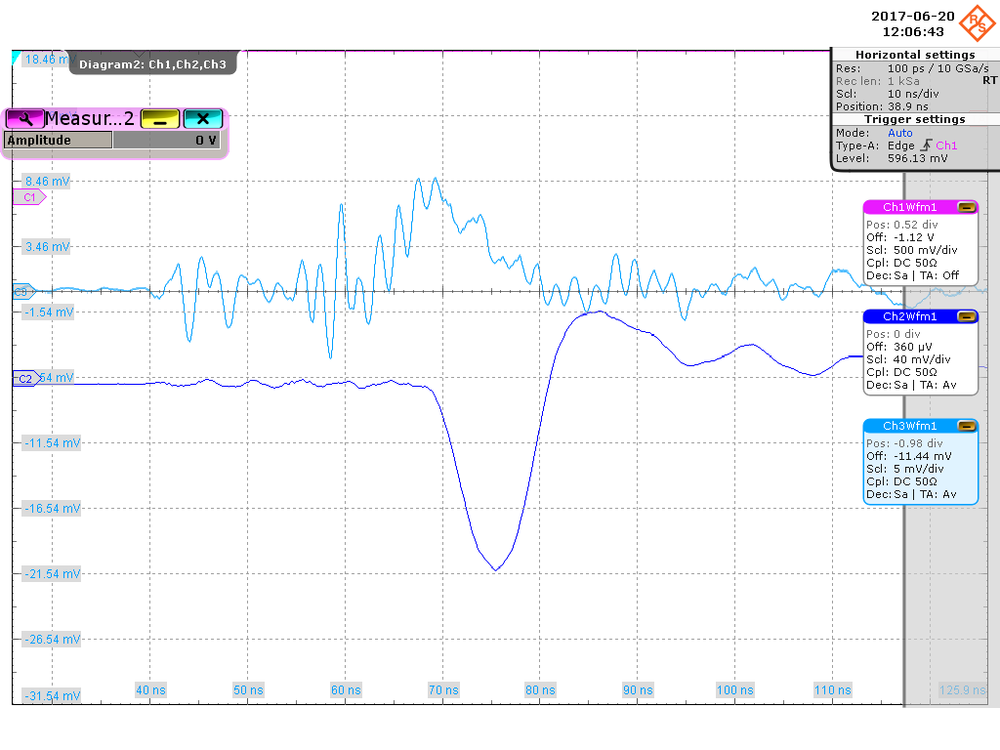 2017-06-20
12:06:43
R&S
Diagram2: Ch1,Ch2,Ch3
18.46 mV
Measur...2
Amplitude 0 V
8.46 mV
C1
3.46 mV
C3
-1.54 mV
C2
54 mV
-11.54 mV
-16.54 mV
-21.54 mV
-26.54 mV
-31.54 mV
40 ns 50 ns 60 ns 70 ns 80 ns 90 ns 100 ns 110 ns 125.9 ns
Horizontal settings
Res: 100 ps / 10 GSa/s
Rec len: 1 kSa RT
Scl: 10 ns/div
Position: 38.9 ns
Trigger settings
Mode: Auto
Type-A: Edge Ch1
Level: 596.13 mV
Ch1Wfm1
Pos: 0.52 div
Off: -1.12 V
Scl: 500 mV/div
Cpl: DC 50Ω
Dec: Sa | TA: Off
Ch2Wfm1
Pos: 0 div
Off: 360 µV
Scl: 40 mV/div
Cpl: DC 50Ω
Dec: Sa | TA: Av
Ch3Wfm1
Pos: -0.98 div
Off: -11.44 mV
Scl: 5 mV/div
Cpl: DC 50Ω
Dec: Sa | TA: Av